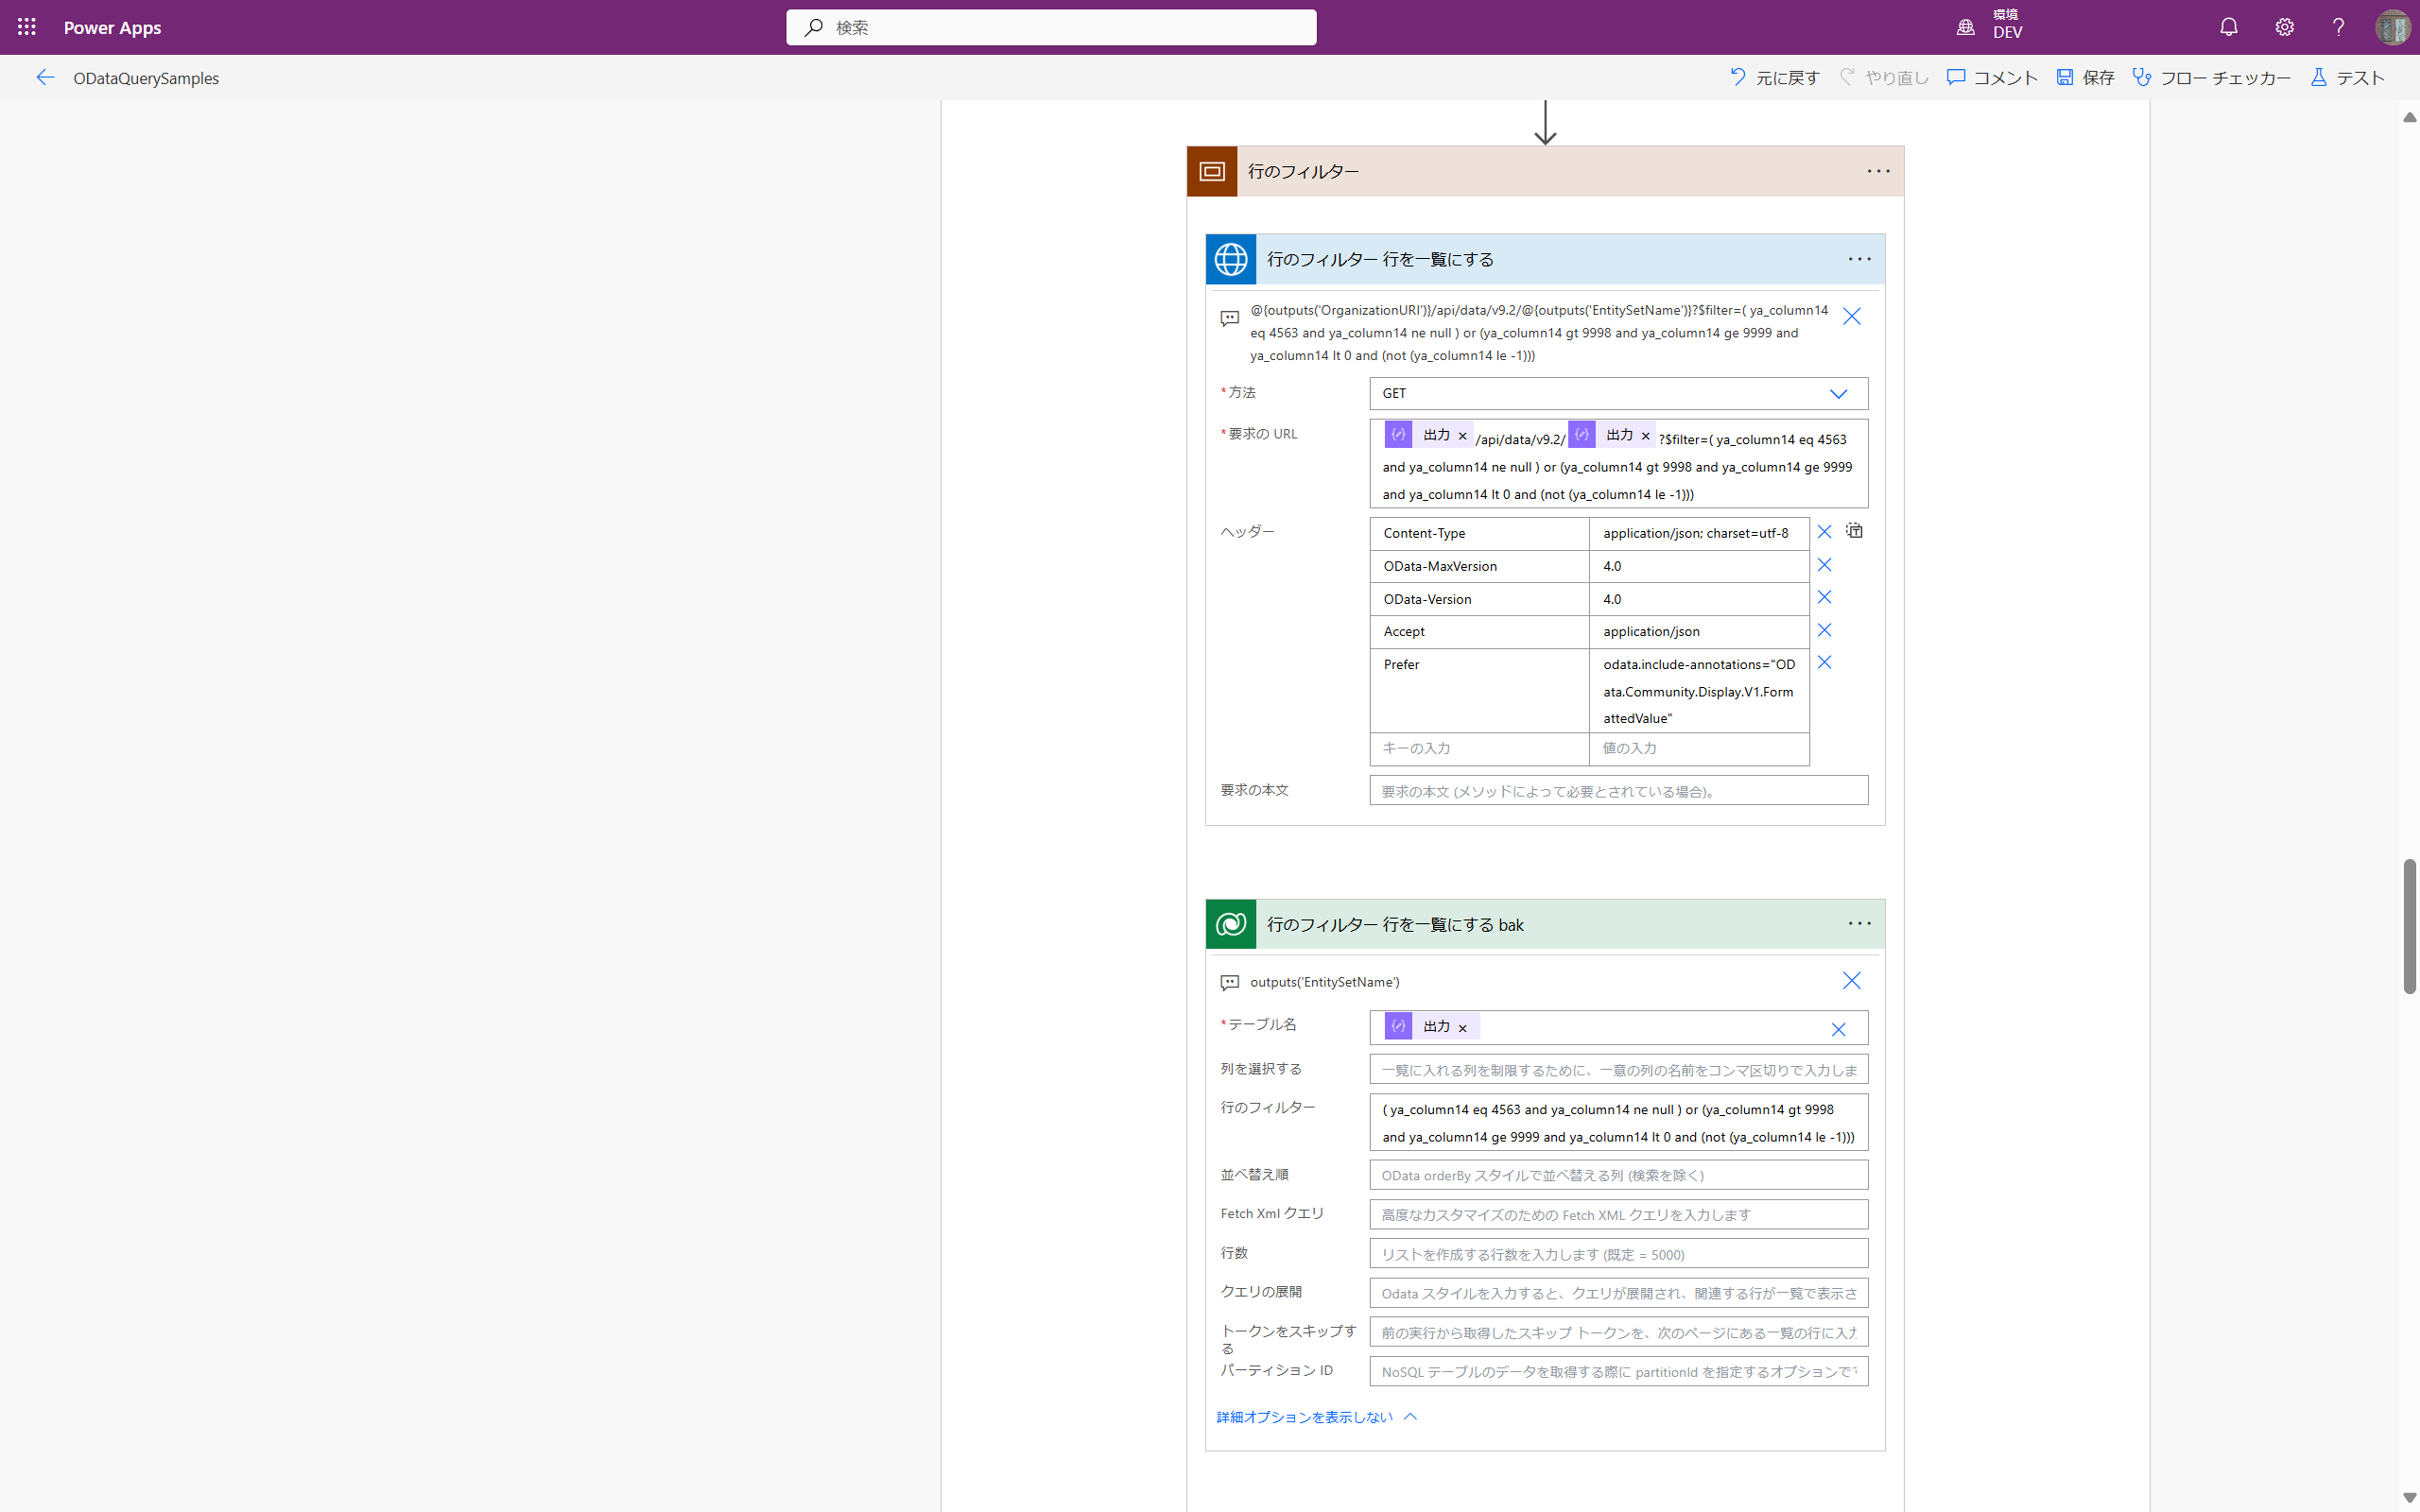 Power Apps
検索
環境
DEV
ODataQuerySamples
元に戻す
やり直し
コメント
保存
フロー チェッカー
テスト
行のフィルター
行のフィルター 行を一覧にする
@{outputs('OrganizationURI')}/api/data/v9.2/@{outputs('EntitySetName')}?$filter=( ya_column14
eq 4563 and ya_column14 ne null ) or (ya_column14 gt 9998 and ya_column14 ge 9999 and
ya_column14 lt 0 and (not (ya_column14 le -1)))
*方法
GET
*要求の URL
出力 × /api/data/v9.2/ 出力 × ?$filter=( ya_column14 eq 4563
and ya_column14 ne null ) or (ya_column14 gt 9998 and ya_column14 ge 9999
and ya_column14 lt 0 and (not (ya_column14 le -1)))
ヘッダー
Content-Type
application/json; charset=utf-8
OData-MaxVersion
4.0
OData-Version
4.0
Accept
application/json
Prefer
odata.include-annotations="OD
ata.Community.Display.V1.Form
attedValue"
キーの入力
値の入力
要求の本文
要求の本文 (メソッドによって必要とされている場合)。
行のフィルター 行を一覧にする bak
outputs('EntitySetName')
*テーブル名
出力 ×
列を選択する
一覧に入れる列を制限するために、一意の列の名前をコンマ区切りで入力しま
行のフィルター
( ya_column14 eq 4563 and ya_column14 ne null ) or (ya_column14 gt 9998
and ya_column14 ge 9999 and ya_column14 lt 0 and (not (ya_column14 le -1)))
並べ替え順
OData orderBy スタイルで並べ替える列 (検索を除く)
Fetch Xml クエリ
高度なカスタマイズのための Fetch XML クエリを入力します
行数
リストを作成する行数を入力します (既定 = 5000)
クエリの展開
Odata スタイルを入力すると、クエリが展開され、関連する行が一覧で表示さ
トークンをスキップす
る
前の実行から取得したスキップ トークンを、次のページにある一覧の行に入力
パーティション ID
NoSQL テーブルのデータを取得する際に partitionId を指定するオプションです
詳細オプションを表示しない